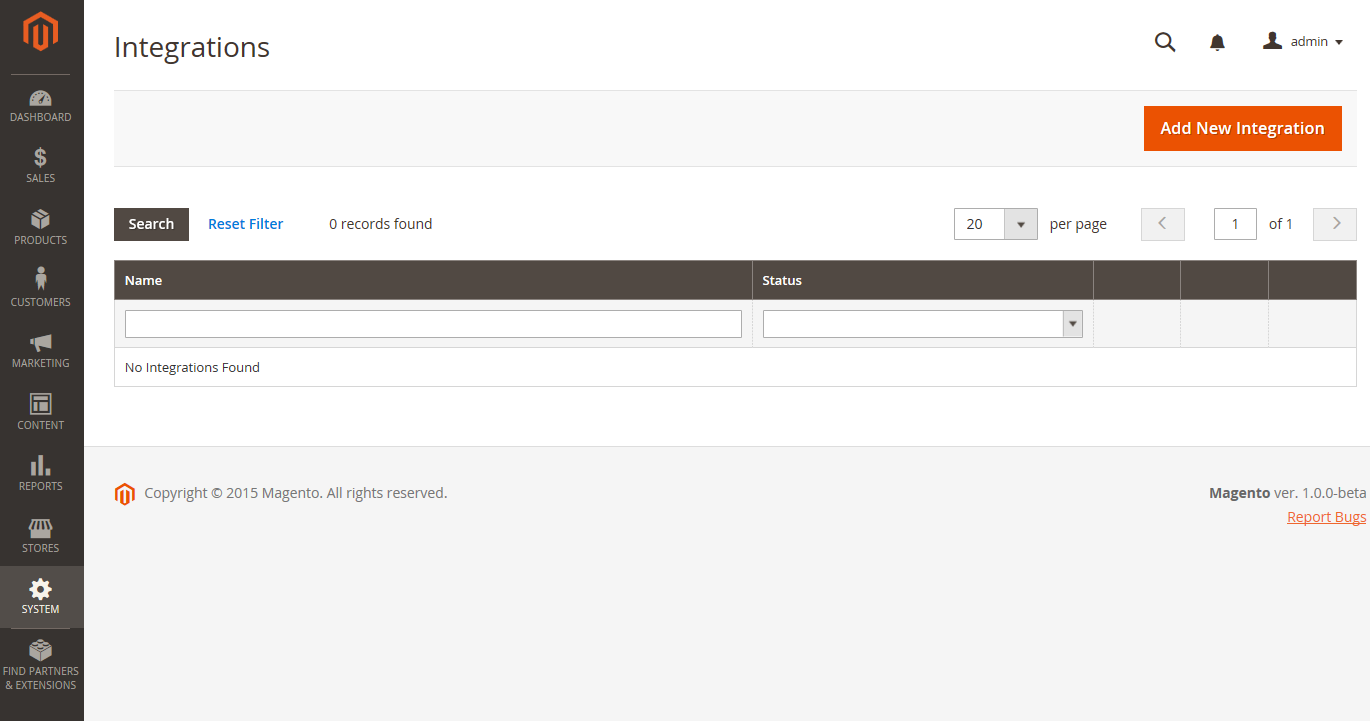 Integrations
admin
Add New Integration
DASHBOARD
SALES
PRODUCTS
CUSTOMERS
MARKETING
CONTENT
REPORTS
STORES
SYSTEM
FIND PARTNERS
& EXTENSIONS
Search Reset Filter 0 records found 20 per page 1 of 1
Name Status
No Integrations Found
Copyright © 2015 Magento. All rights reserved.
Magento ver. 1.0.0-beta
Report Bugs